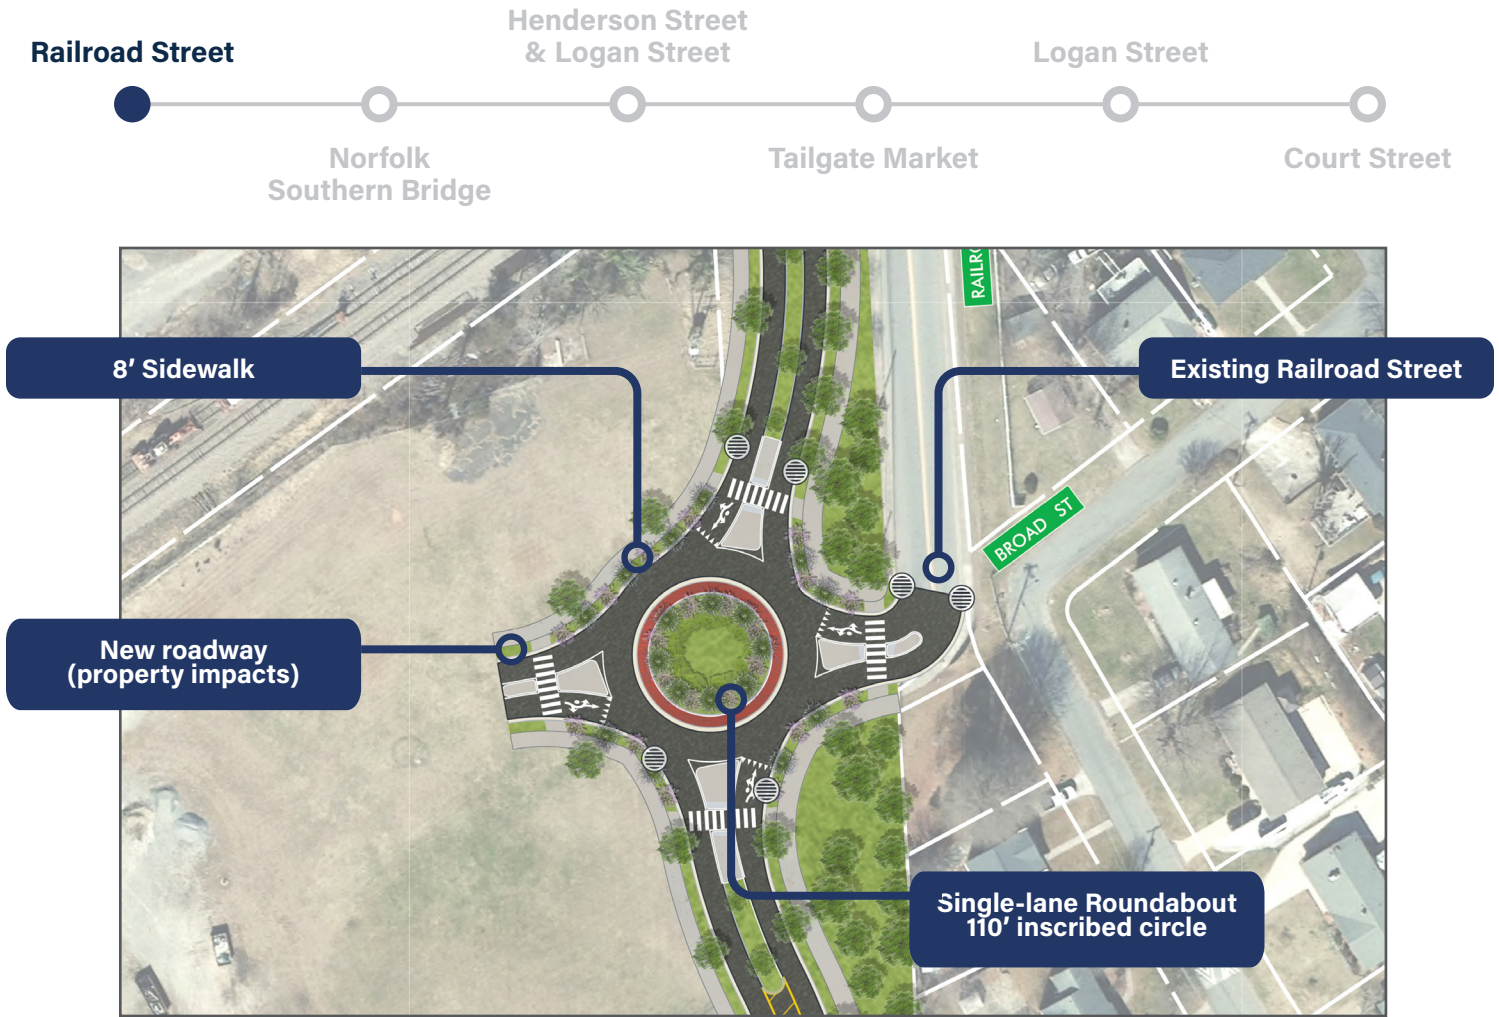 Henderson Street
& Logan Street
Railroad Street
Logan Street
Norfolk
Southern Bridge
Tailgate Market
Court Street
RAILRO
8’ Sidewalk
Existing Railroad Street
BROAD ST
New roadway
(property impacts)
Single-lane Roundabout
110’ inscribed circle